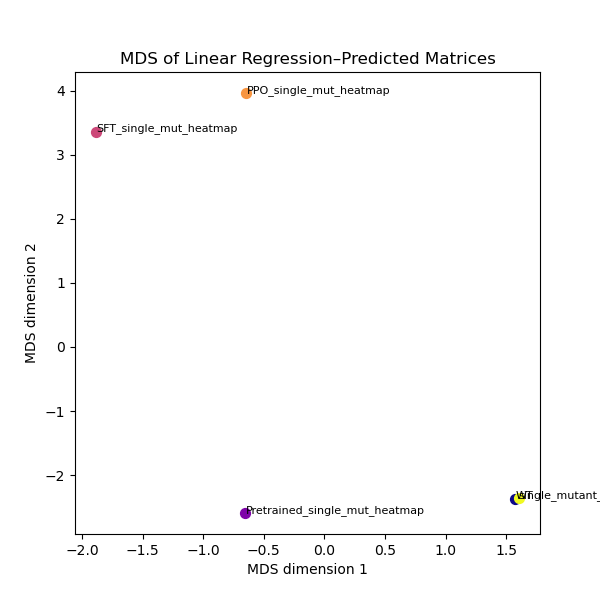 MDS of Linear Regression–Predicted Matrices
PPO_single_mut_heatmap
SFT_single_mut_heatmap
Pretrained_single_mut_heatmap
WT
single_mutant_
4
3
2
1
0
−1
−2
MDS dimension 2
−2.0 −1.5 −1.0 −0.5 0.0 0.5 1.0 1.5
MDS dimension 1